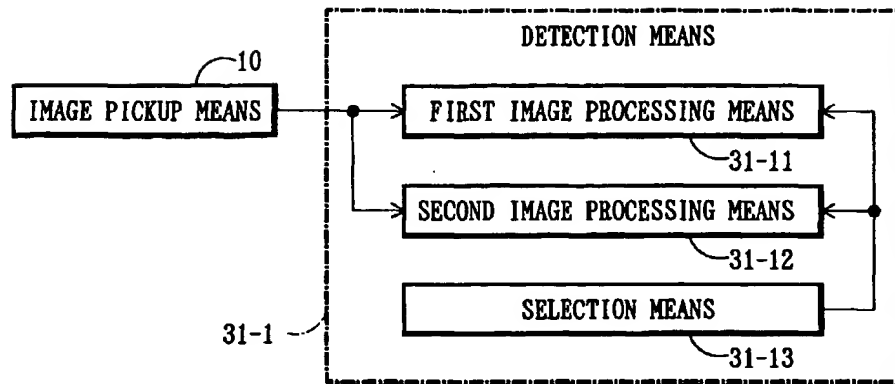 DETECTION MEANS
10
IMAGE PICKUP MEANS
FIRST IMAGE PROCESSING MEANS
31-11
SECOND IMAGE PROCESSING MEANS
31-12
SELECTION MEANS
31-1
31-13